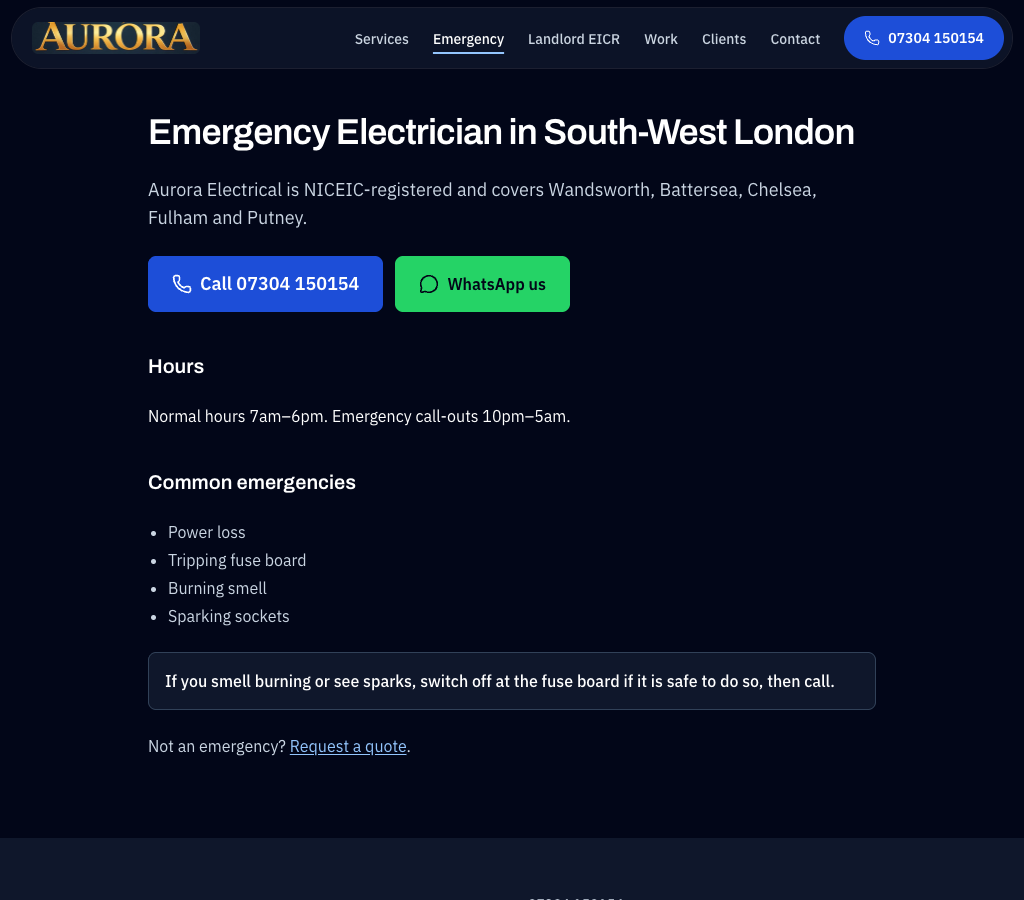 AURORA
Services Emergency Landlord EICR Work Clients Contact 07304 150154
Emergency Electrician in South-West London
Aurora Electrical is NICEIC-registered and covers Wandsworth, Battersea, Chelsea,
Fulham and Putney.
Call 07304 150154 WhatsApp us
Hours
Normal hours 7am–6pm. Emergency call-outs 10pm–5am.
Common emergencies
• Power loss
• Tripping fuse board
• Burning smell
• Sparking sockets
If you smell burning or see sparks, switch off at the fuse board if it is safe to do so, then call.
Not an emergency? Request a quote.